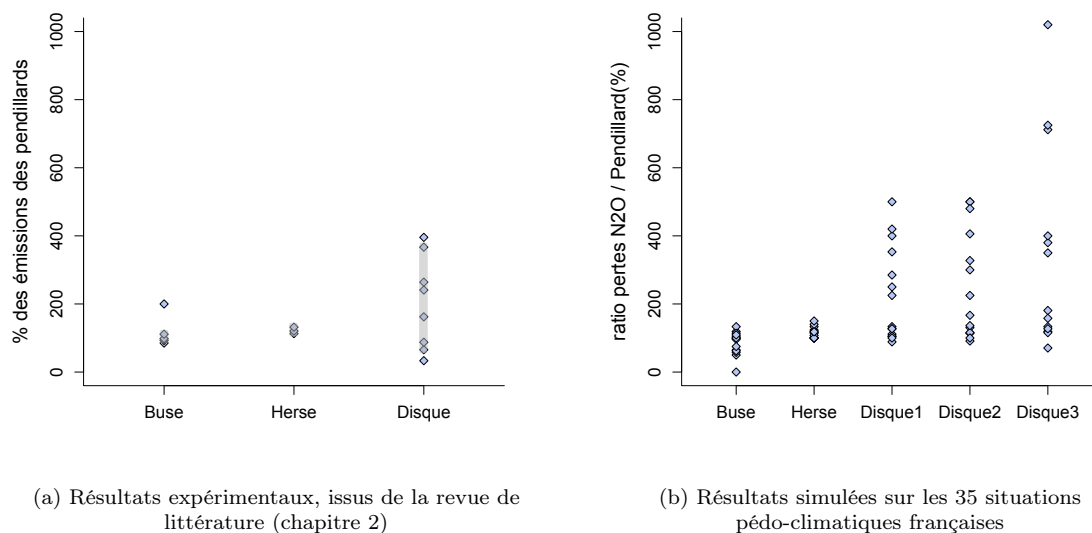 % des émissions des pendillards
1000
800
600
400
200
0
Buse Herse Disque
(a) Résultats expérimentaux, issus de la revue de
littérature (chapitre 2)
ratio pertes N2O / Pendillard(%)
1000
800
600
400
200
0
Buse Herse Disque1 Disque2 Disque3
(b) Résultats simulées sur les 35 situations
pédo-climatiques françaises